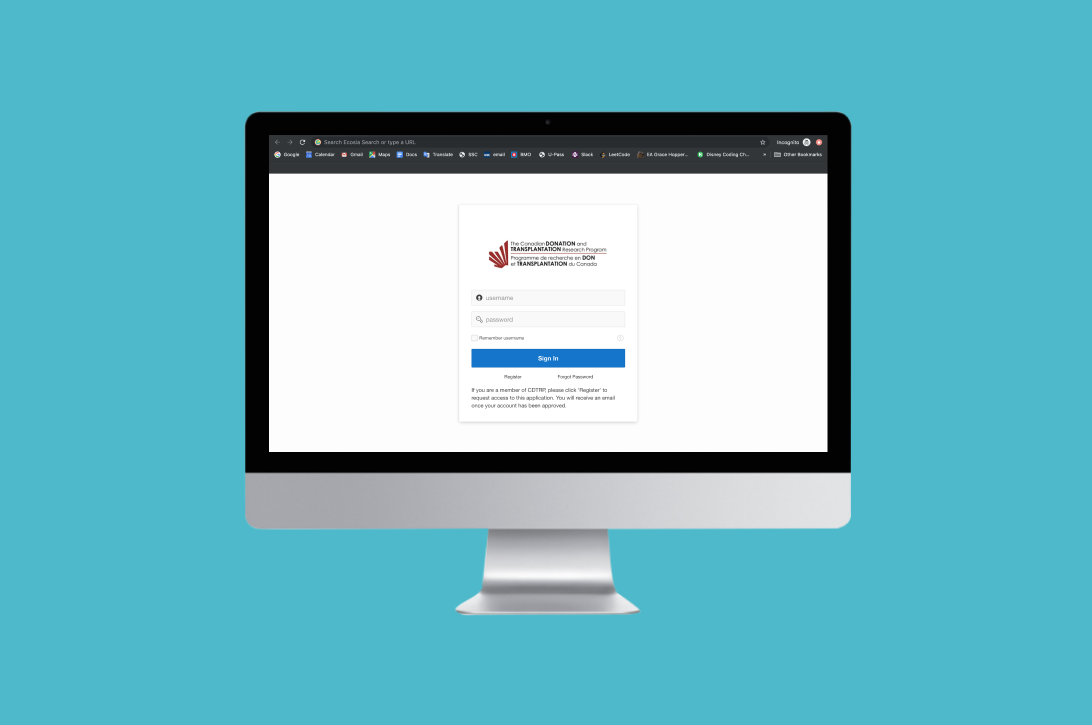 Search Ecosia Search or type a URL
Incognito
Google Calendar Gmail Maps Docs Translate SSC email BMO U-Pass Slack LeetCode EA Grace Hopper... Disney Coding Ch... » Other Bookmarks
The Canadian DONATION and
TRANSPLANTATION Research Program
Programme de recherche en DON
et TRANSPLANTATION du Canada
username
password
Remember username
Sign In
Register Forgot Password
If you are a member of CDTRP, please click 'Register' to
request access to this application. You will receive an email
once your account has been approved.